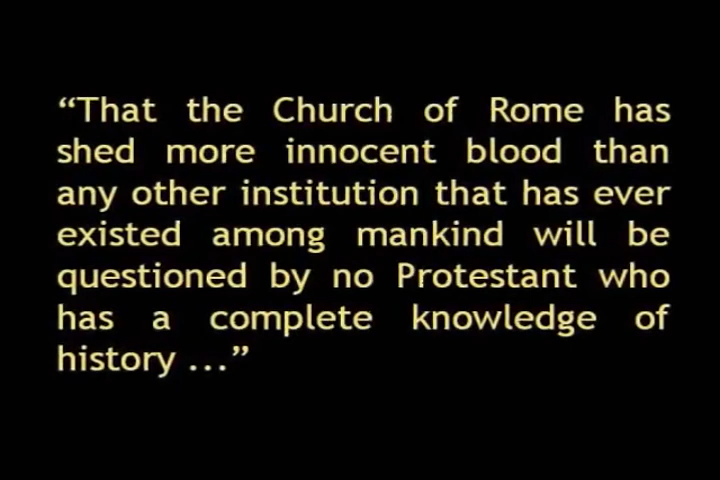 “That the Church of Rome has
shed more innocent blood than
any other institution that has ever
existed among mankind will be
questioned by no Protestant who
has a complete knowledge of
history ...”